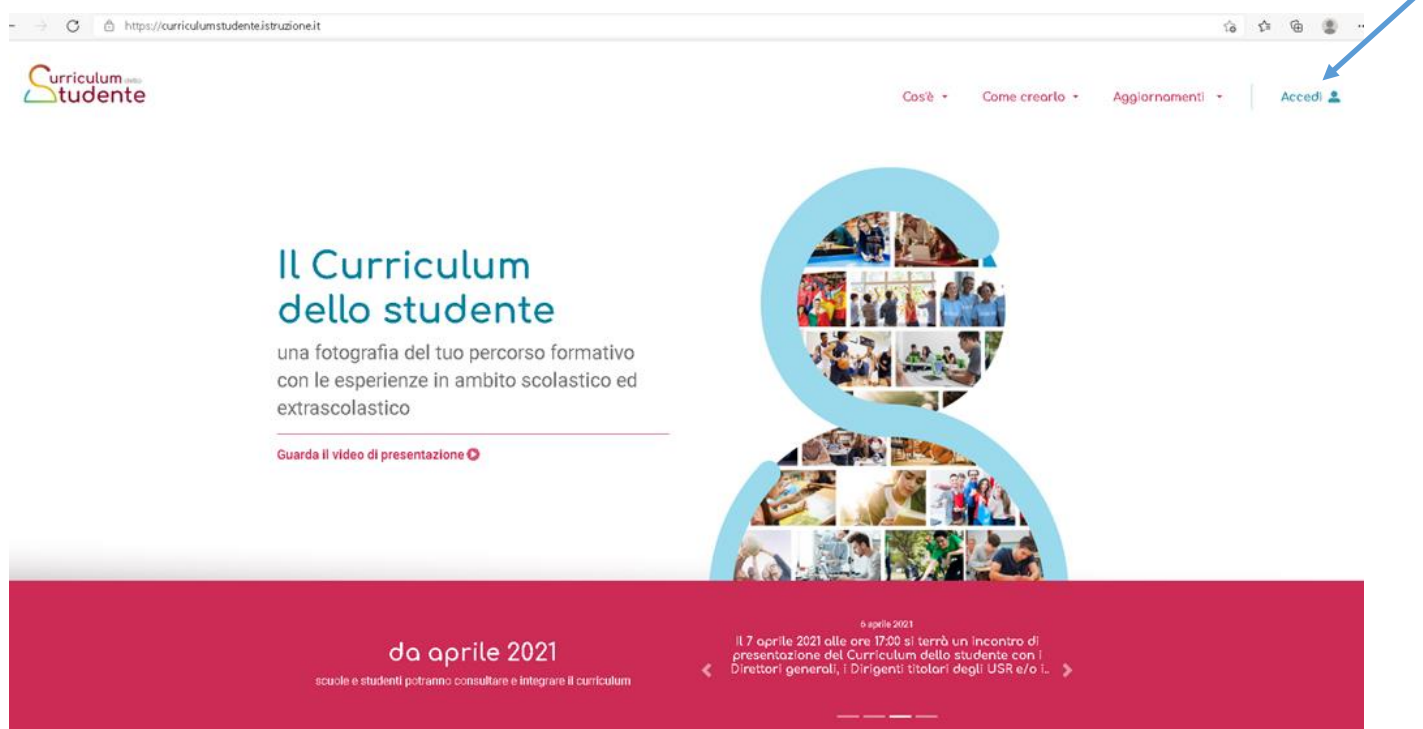 https://curriculumstudente.istruzione.it
Curriculum dello
Studente
Cos'è
Come crearlo
Aggiornamenti
Accedi
Il Curriculum
dello studente
una fotografia del tuo percorso formativo
con le esperienze in ambito scolastico ed
extrascolastico
Guarda il video di presentazione
da aprile 2021
scuole e studenti potranno consultare e integrare il curriculum
6 aprile 2021
Il 7 aprile 2021 alle ore 17:00 si terrà un incontro di
presentazione del Curriculum dello studente con i
Direttori generali, i Dirigenti titolari degli USR e/o i..